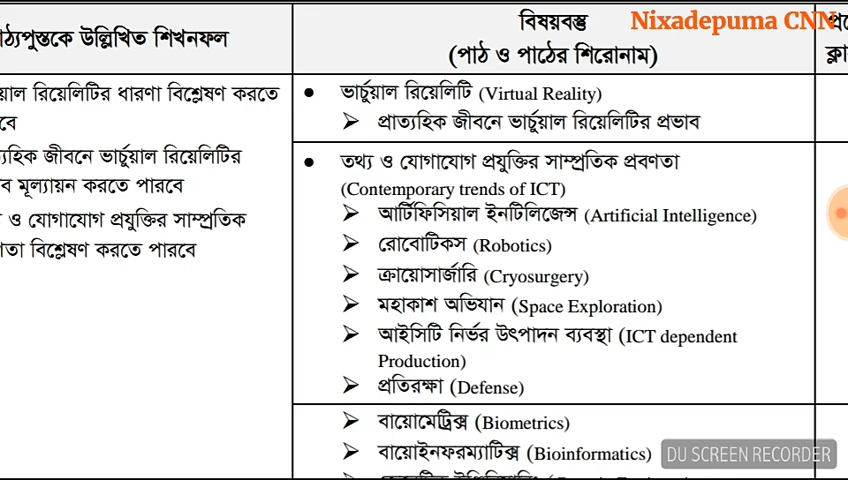 Nixadepuma CNN
পাঠ্যপুস্তকে উল্লিখিত শিখনফল
বিষয়বস্তু
(পাঠ ও পাঠের শিরোনাম)
রিয়েলিটির ধারণা বিশ্লেষণ করতে
জীবনে ভার্চুয়াল রিয়েলিটির
মূল্যায়ন করতে পারবে
ও যোগাযোগ প্রযুক্তির সাম্প্রতিক
বিশ্লেষণ করতে পারবে
● ভার্চুয়াল রিয়েলিটি (Virtual Reality)
➢ প্রাত্যহিক জীবনে ভার্চুয়াল রিয়েলিটির প্রভাব
● তথ্য ও যোগাযোগ প্রযুক্তির সাম্প্রতিক প্রবণতা
(Contemporary trends of ICT)
➢ আর্টিফিসিয়াল ইনটিলিজেন্স (Artificial Intelligence)
➢ রোবোটিকস (Robotics)
➢ ক্রায়োসার্জারি (Cryosurgery)
➢ মহাকাশ অভিযান (Space Exploration)
➢ আইসিটি নির্ভর উৎপাদন ব্যবস্থা (ICT dependent
Production)
➢ প্রতিরক্ষা (Defense)
➢ বায়োমেট্রিক্স (Biometrics)
➢ বায়োইনফরম্যাটিক্স (Bioinformatics)
DU SCREEN RECORDER